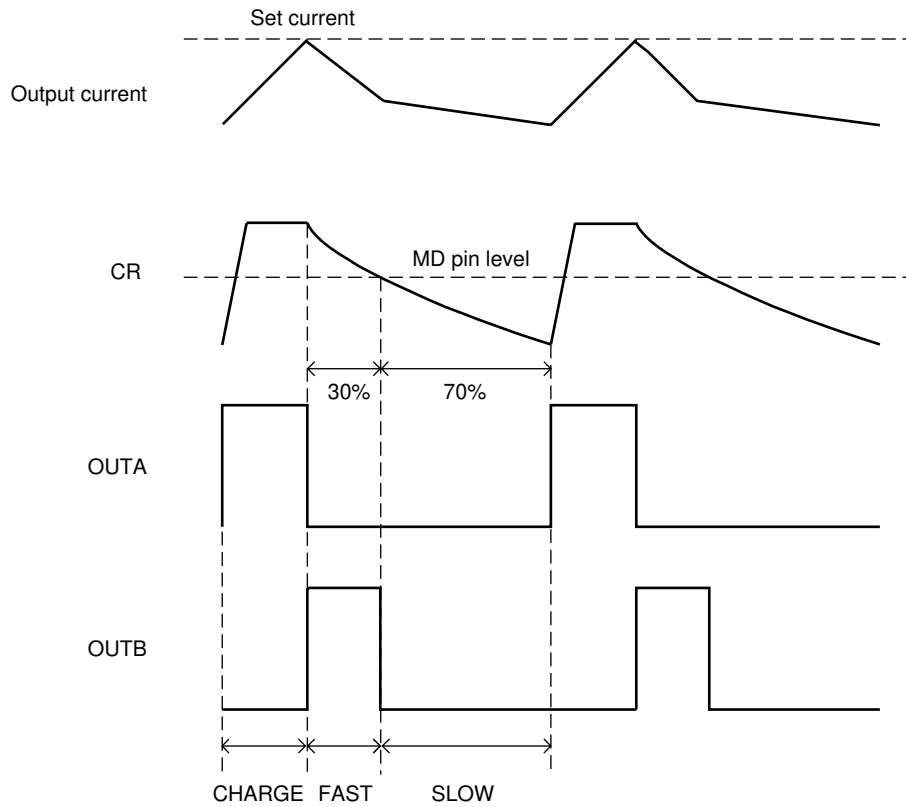 Set current
Output current
MD pin level
CR
30%
70%
OUTA
OUTB
CHARGE
FAST
SLOW